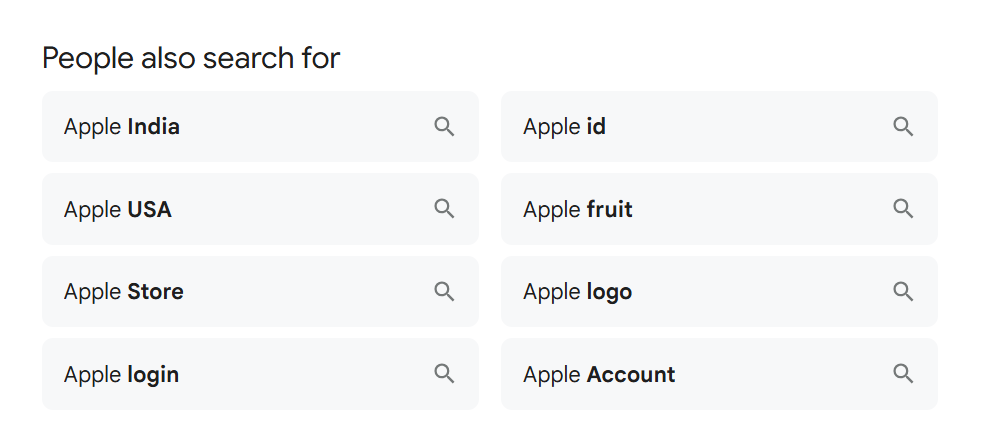 People also search for
Apple India
Apple id
Apple USA
Apple fruit
Apple Store
Apple logo
Apple login
Apple Account